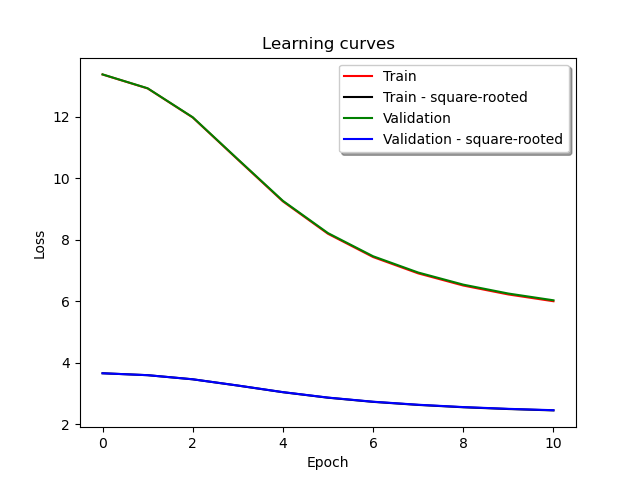 Learning curves
Train
Train - square-rooted
Validation
Validation - square-rooted
12
10
8
6
4
2
Loss
0
2
4
6
8
10
Epoch